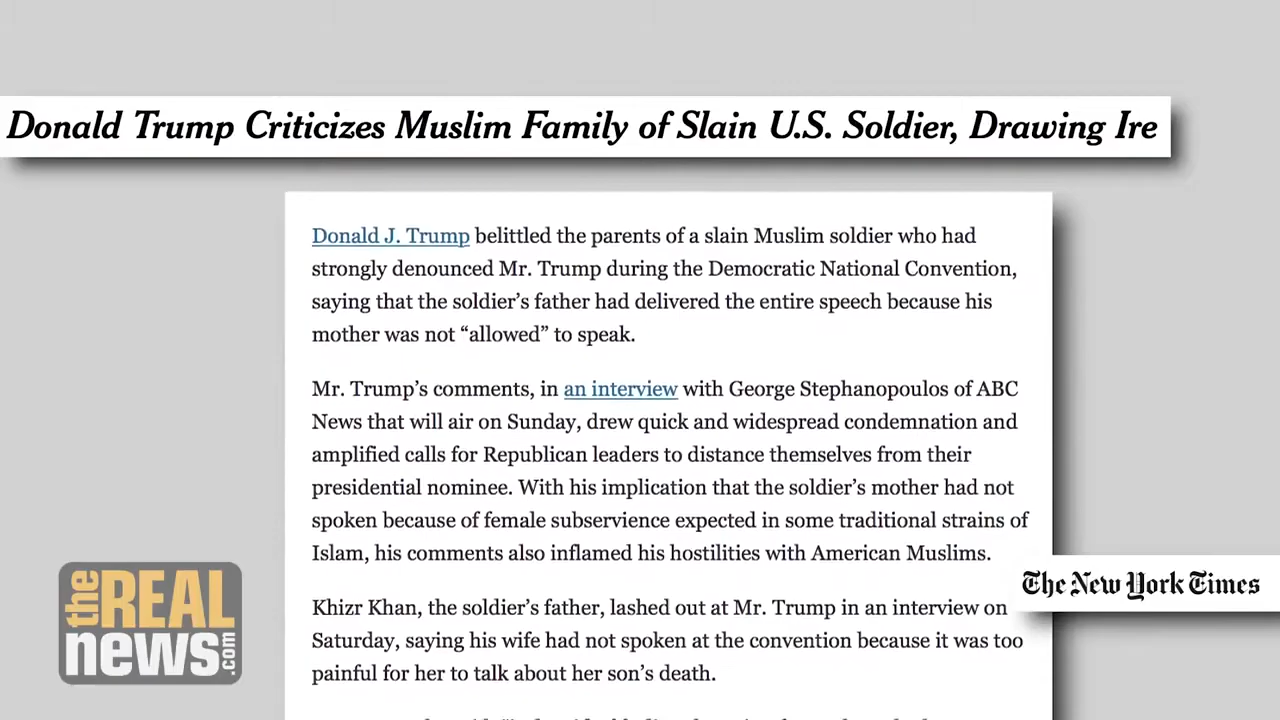 Donald Trump Criticizes Muslim Family of Slain U.S. Soldier, Drawing Ire
Donald J. Trump belittled the parents of a slain Muslim soldier who had
strongly denounced Mr. Trump during the Democratic National Convention,
saying that the soldier’s father had delivered the entire speech because his
mother was not “allowed” to speak.
Mr. Trump’s comments, in an interview with George Stephanopoulos of ABC
News that will air on Sunday, drew quick and widespread condemnation and
amplified calls for Republican leaders to distance themselves from their
presidential nominee. With his implication that the soldier’s mother had not
spoken because of female subservience expected in some traditional strains of
Islam, his comments also inflamed his hostilities with American Muslims.
Khizr Khan, the soldier’s father, lashed out at Mr. Trump in an interview on
Saturday, saying his wife had not spoken at the convention because it was too
painful for her to talk about her son’s death.
The New York Times
the REAL
news.com